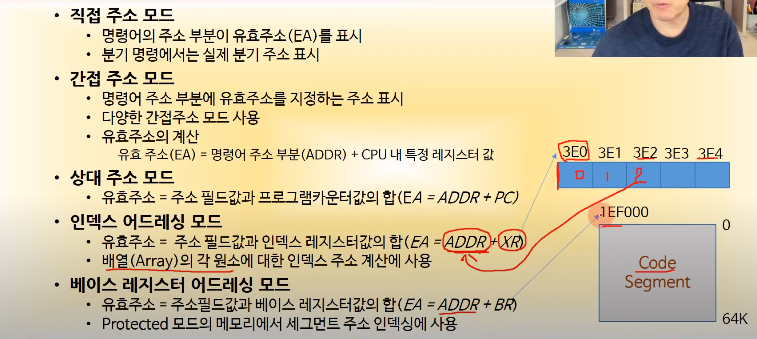 • 직접 주소 모드
• 명령어의 주소 부분이 유효주소(EA)를 표시
• 분기 명령에서는 실제 분기 주소 표시
• 간접 주소 모드
• 명령어 주소 부분에 유효주소를 지정하는 주소 표시
• 다양한 간접주소 모드 사용
• 유효주소의 계산
유효 주소(EA) = 명령어 주소 부분(ADDR) + CPU 내 특정 레지스터 값
• 상대 주소 모드
• 유효주소 = 주소 필드값과 프로그램카운터값의 합(EA = ADDR + PC)
• 인덱스 어드레싱 모드
• 유효주소 = 주소 필드값과 인덱스 레지스터값의 합(EA = ADDR + XR)
• 배열(Array)의 각 원소에 대한 인덱스 주소 계산에 사용
• 베이스 레지스터 어드레싱 모드
• 유효주소 = 주소필드값과 베이스 레지스터값의 합(EA = ADDR + BR)
• Protected 모드의 메모리에서 세그먼트 주소 인덱싱에 사용
3E0 3E1 3E2 3E3 3E4
0 1 2
1EF000
0
Code
Segment
64K